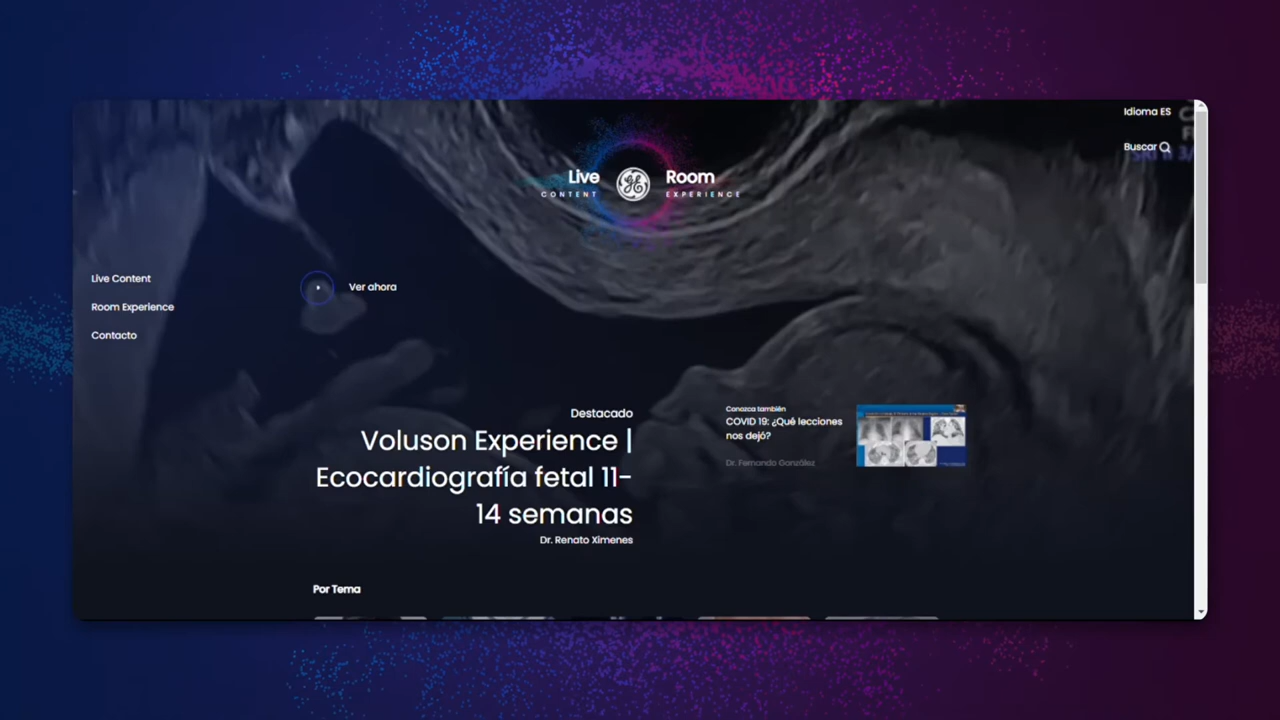 Idioma ES
Buscar
Live Room
CONTENT EXPERIENCE
Live Content
Room Experience
Contacto
Ver ahora
Destacado
Voluson Experience |
Ecocardiografía fetal 11-
14 semanas
Dr. Renato Ximenes
Conozca también
COVID 19: ¿Qué lecciones
nos dejó?
Dr. Fernando González
Por Tema